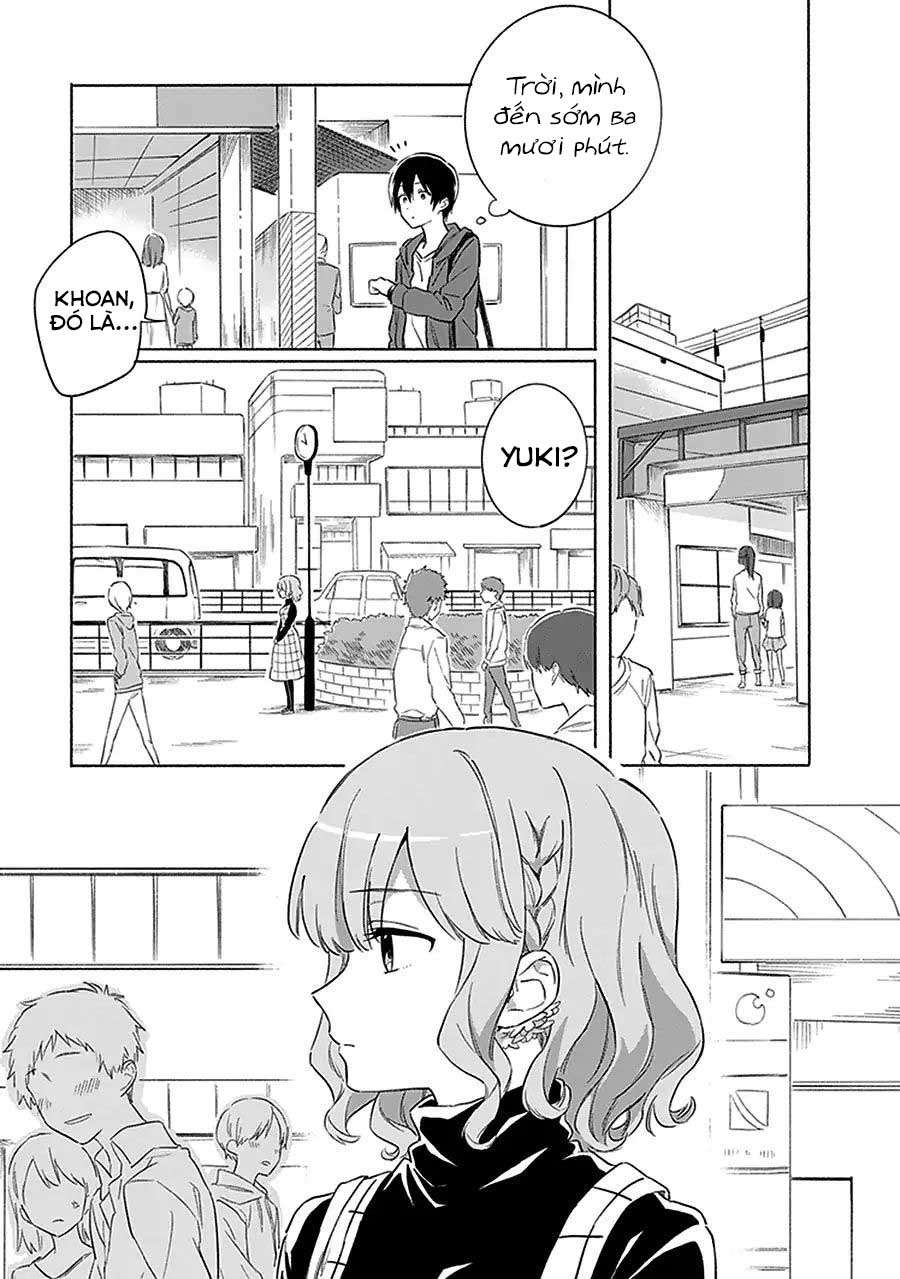 Trời, mình
đến sớm ba
mươi phút.
KHOAN,
ĐÓ LÀ...
YUKI?